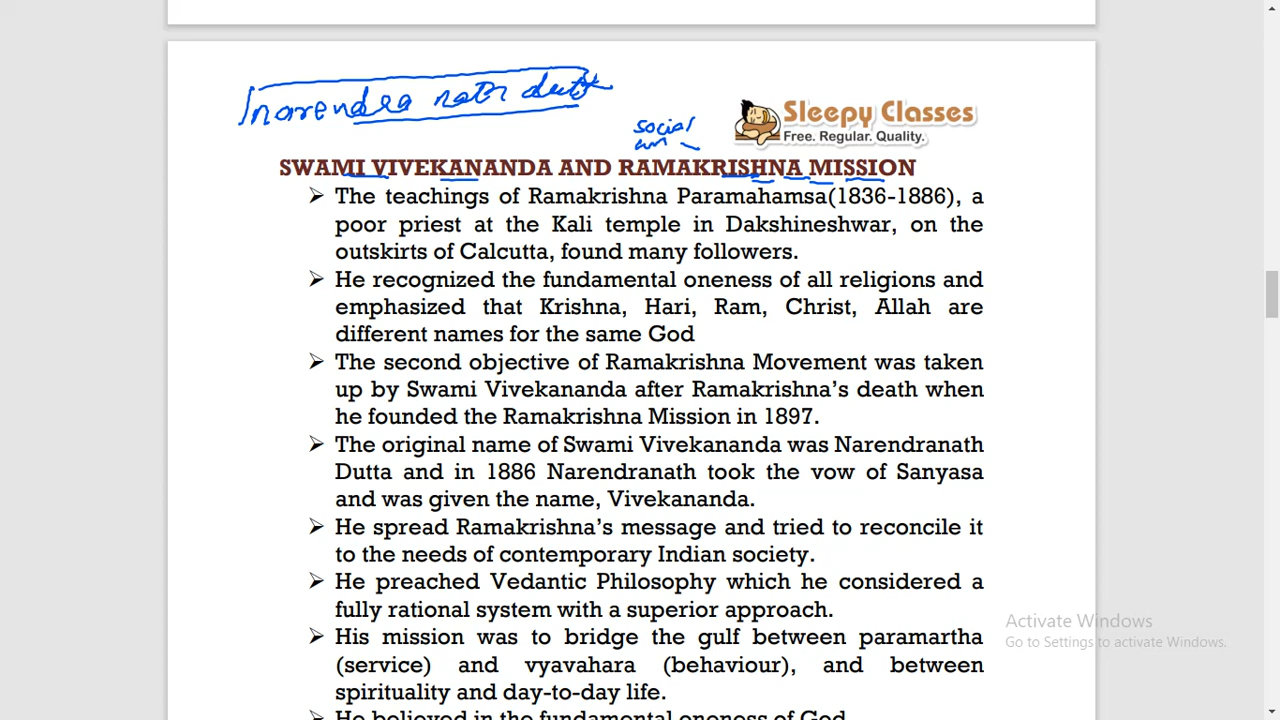 narendra nath dutt
Sleepy Classes
Free. Regular. Quality.
social
SWAMI VIVEKANANDA AND RAMAKRISHNA MISSION
➢ The teachings of Ramakrishna Paramahamsa(1836-1886), a
poor priest at the Kali temple in Dakshineshwar, on the
outskirts of Calcutta, found many followers.
➢ He recognized the fundamental oneness of all religions and
emphasized that Krishna, Hari, Ram, Christ, Allah are
different names for the same God
➢ The second objective of Ramakrishna Movement was taken
up by Swami Vivekananda after Ramakrishna’s death when
he founded the Ramakrishna Mission in 1897.
➢ The original name of Swami Vivekananda was Narendranath
Dutta and in 1886 Narendranath took the vow of Sanyasa
and was given the name, Vivekananda.
➢ He spread Ramakrishna’s message and tried to reconcile it
to the needs of contemporary Indian society.
➢ He preached Vedantic Philosophy which he considered a
fully rational system with a superior approach.
➢ His mission was to bridge the gulf between paramartha
(service) and vyavahara (behaviour), and between
spirituality and day-to-day life.
➢ He believed in the fundamental oneness of God
Activate Windows
Go to Settings to activate Windows.